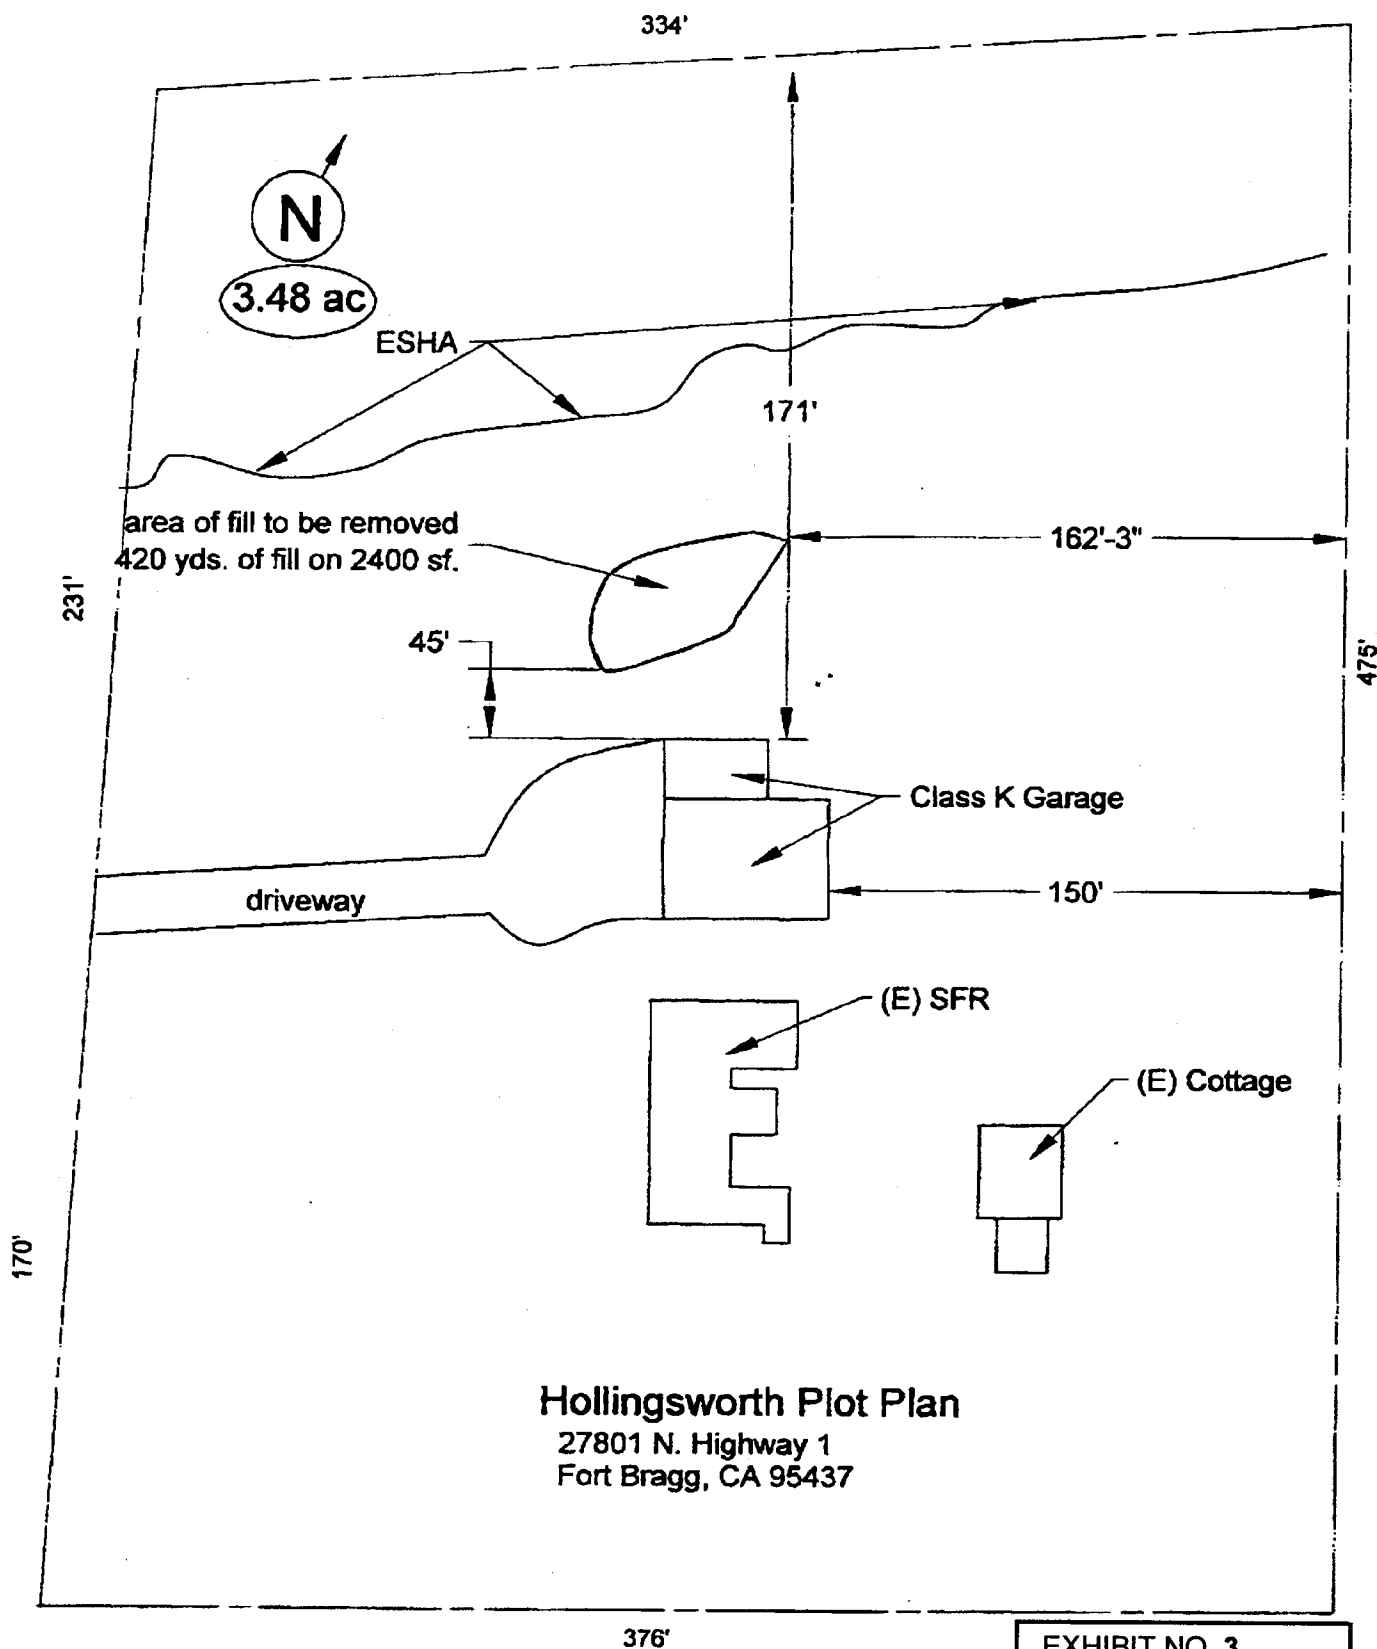 334'
N
3.48 ac
ESHA
171'
area of fill to be removed
420 yds. of fill on 2400 sf.
162'-3"
231'
45'
475'
Class K Garage
driveway
150'
(E) SFR
(E) Cottage
170'
Hollingsworth Plot Plan
27801 N. Highway 1
Fort Bragg, CA 95437
376'
EXHIBIT NO. 3